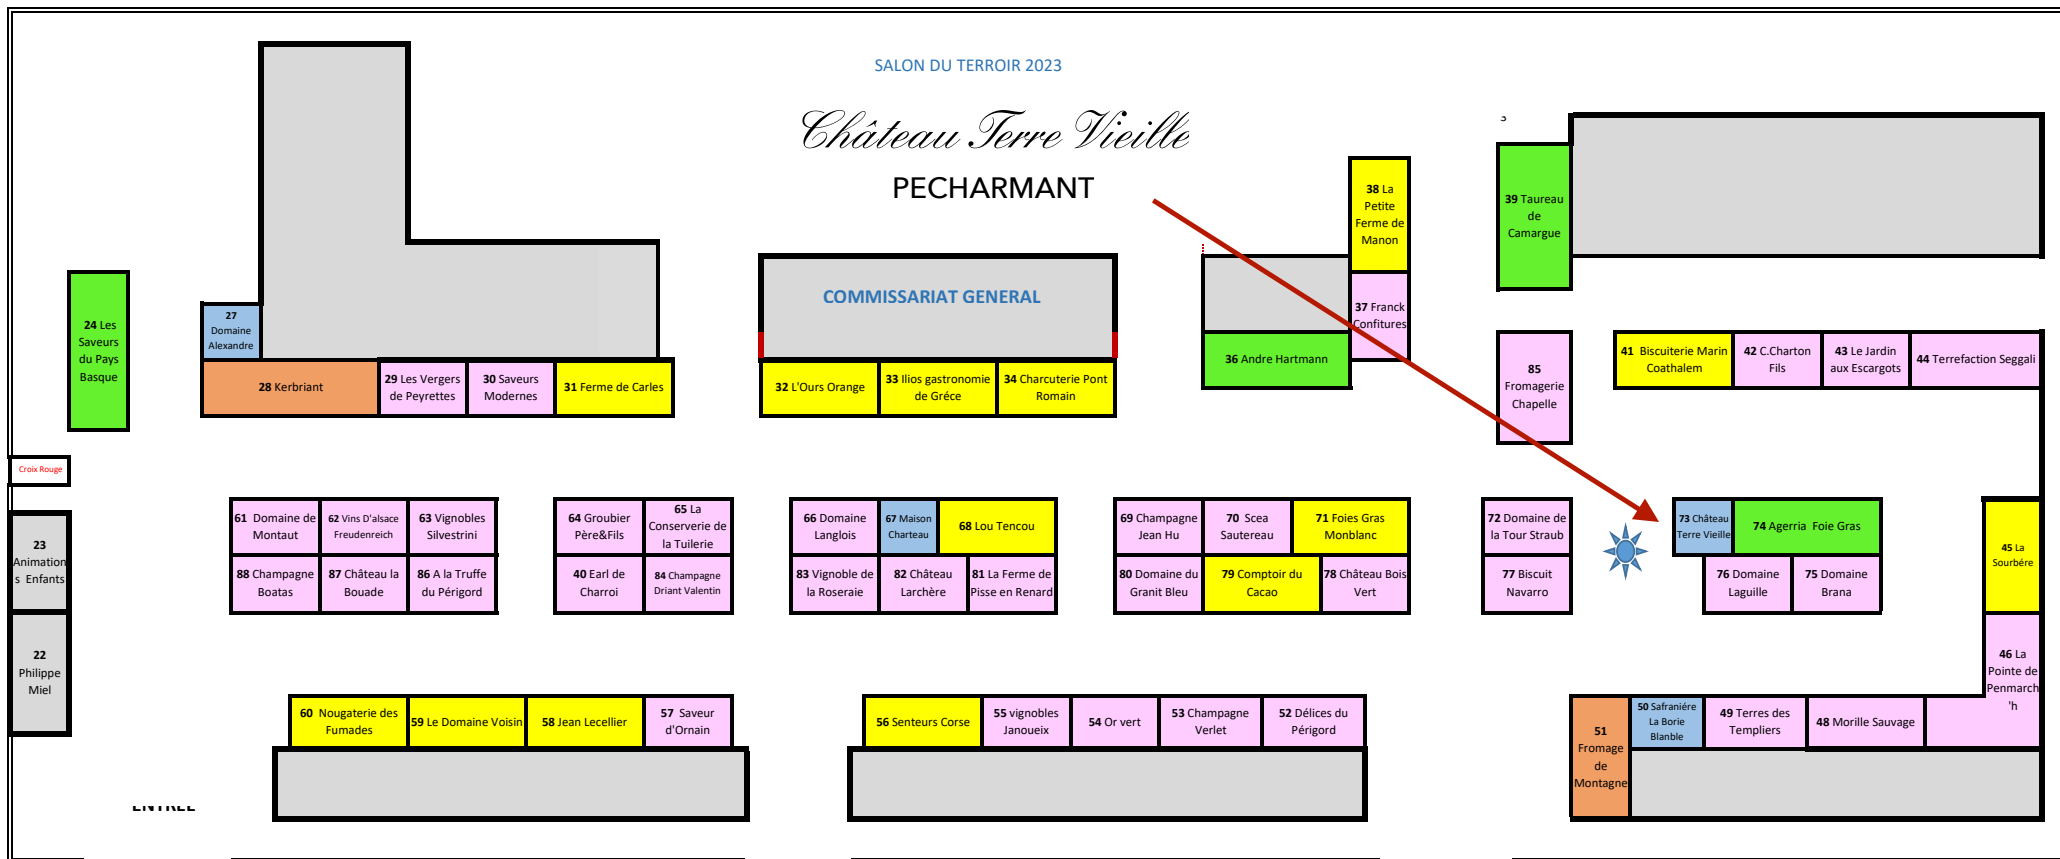 SALON DU TERROIR 2023
Château Terre Vieille
PECHARMANT
38 La
Petite
Ferme de
Manon
39 Taureau
de
Camargue
COMMISSARIAT GENERAL
24 Les
Saveurs
du Pays
Basque
27
Domaine
Alexandre
37 Franck
Confitures
28 Kerbriant
29 Les Vergers
de Peyrettes
30 Saveurs
Modernes
31 Ferme de Carles
32 L'Ours Orange
33 Ilios gastronomie
de Gréce
34 Charcuterie Pont
Romain
36 Andre Hartmann
85
Fromagerie
Chapelle
41 Biscuiterie Marin
Coathalem
42 C.Charton
Fils
43 Le Jardin
aux Escargots
44 Terrefaction Seggali
Croix Rouge
23
Animation
s Enfants
22
Philippe
Miel
61 Domaine de
Montaut
62 Vins D'alsace
Freudenreich
63 Vignobles
Silvestrini
64 Groubier
Père&Fils
65 La
Conserverie de
la Tuilerie
66 Domaine
Langlois
67 Maison
Charteau
68 Lou Tencou
69 Champagne
Jean Hu
70 Scea
Sautereau
71 Foies Gras
Monblanc
72 Domaine de
la Tour Straub
73 Château
Terre Vieille
74 Agerria Foie Gras
45 La
Sourbére
88 Champagne
Boatas
87 Château la
Bouade
86 A la Truffe
du Périgord
40 Earl de
Charroi
84 Champagne
Driant Valentin
83 Vignoble de
la Roseraie
82 Château
Larchère
81 La Ferme de
Pisse en Renard
80 Domaine du
Granit Bleu
79 Comptoir du
Cacao
78 Château Bois
Vert
77 Biscuit
Navarro
76 Domaine
Laguille
75 Domaine
Brana
46 La
Pointe de
Penmarch
'h
60 Nougaterie des
Fumades
59 Le Domaine Voisin
58 Jean Lecellier
57 Saveur
d'Ornain
56 Senteurs Corse
55 vignobles
Janoueix
54 Or vert
53 Champagne
Verlet
52 Délices du
Périgord
51
Fromage
de
Montagne
50 Safraniére
La Borie
Blanble
49 Terres des
Templiers
48 Morille Sauvage
ENTREE